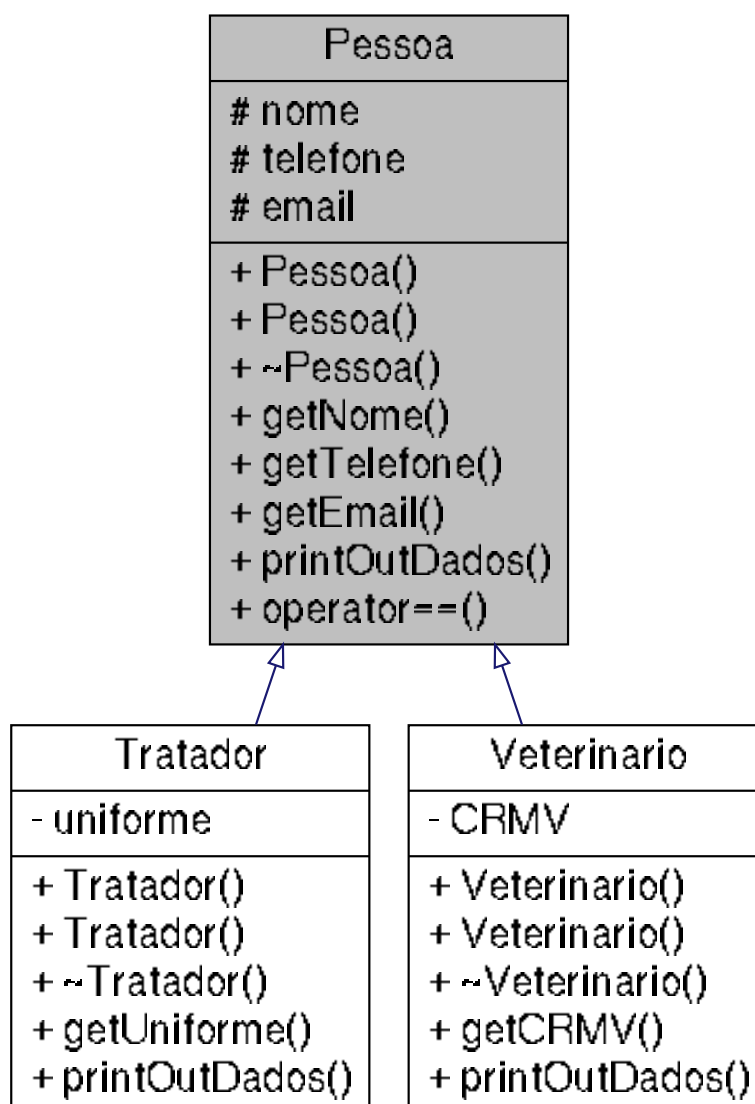 Pessoa
# nome
# telefone
# email
+ Pessoa()
+ Pessoa()
+ ~Pessoa()
+ getNome()
+ getTelefone()
+ getEmail()
+ printOutDados()
+ operator==()
Tratador
- uniforme
+ Tratador()
+ Tratador()
+ ~Tratador()
+ getUniforme()
+ printOutDados()
Veterinario
- CRMV
+ Veterinario()
+ Veterinario()
+ ~Veterinario()
+ getCRMV()
+ printOutDados()